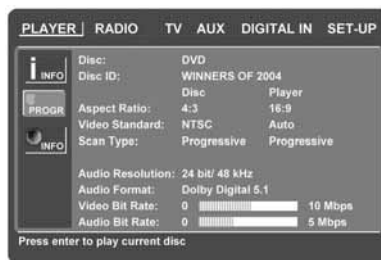 PLAYER RADIO TV AUX DIGITAL IN SET-UP
Disc: DVD
i INFO Disc ID: WINNERS OF 2004
Disc Player
PROGR Aspect Ratio: 4:3 16:9
Video Standard: NTSC Auto
INFO Scan Type: Progressive Progressive
Audio Resolution: 24 bit/ 48 kHz
Audio Format: Dolby Digital 5.1
Video Bit Rate: 0 10 Mbps
Audio Bit Rate: 0 5 Mbps
Press enter to play current disc